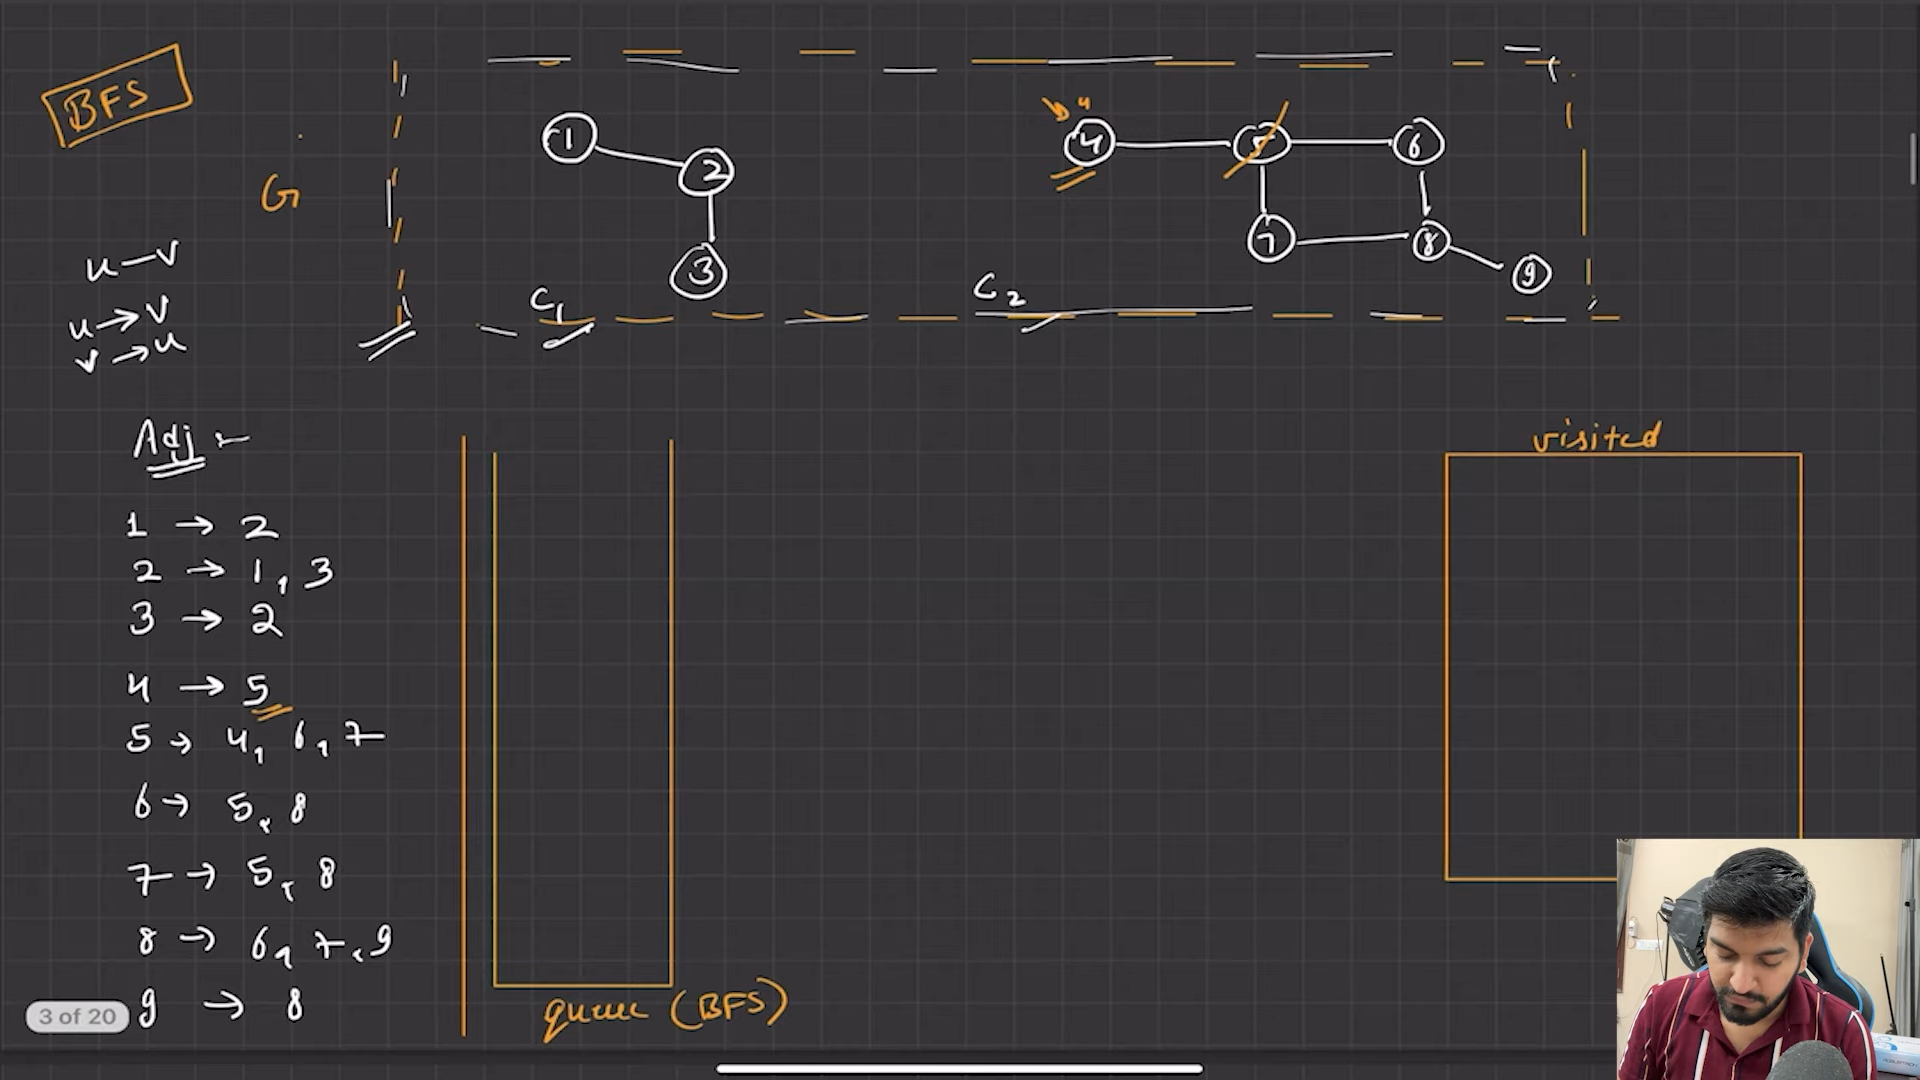 BFS
G
1
2
3
4
4
5
6
7
8
9
C1
C2
u — v
u → v
v → u
Adj -
1 → 2
2 → 1, 3
3 → 2
4 → 5
5 → 4, 6, 7
6 → 5, 8
7 → 5, 8
8 → 6, 7, 9
9 → 8
queue (BFS)
visited
3 of 20